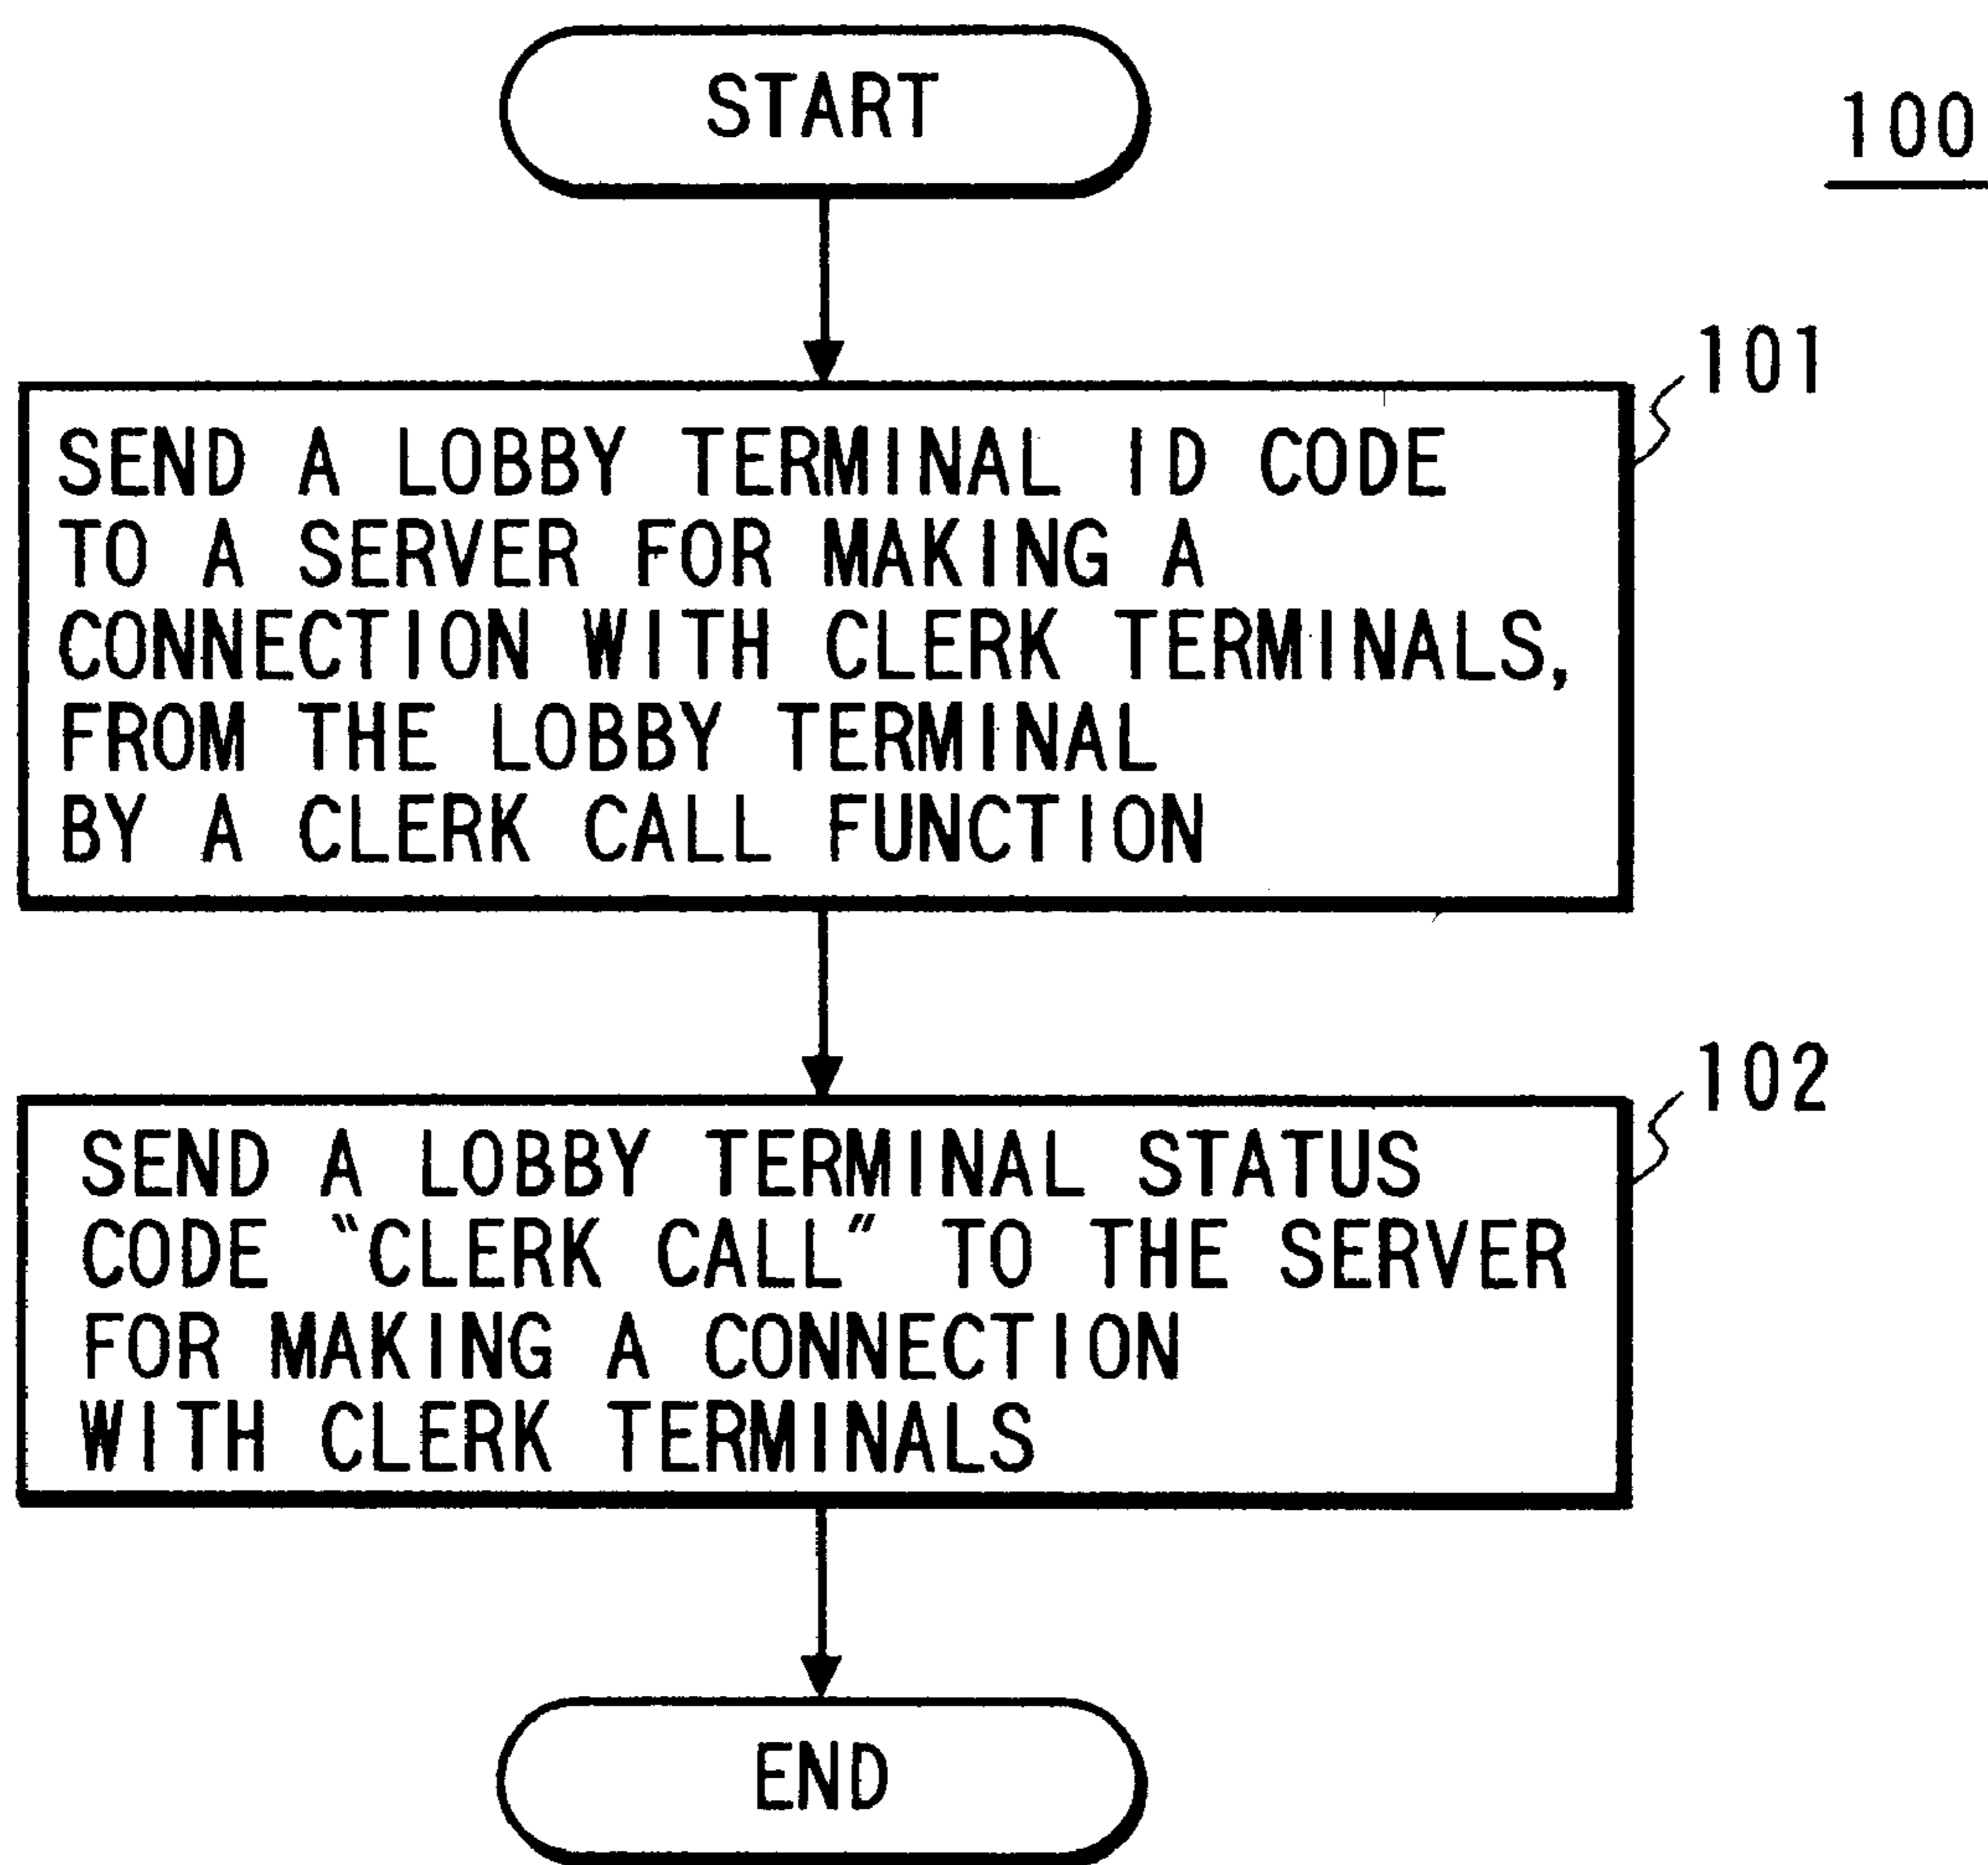 START
100
101
SEND A LOBBY TERMINAL ID CODE
TO A SERVER FOR MAKING A
CONNECTION WITH CLERK TERMINALS,
FROM THE LOBBY TERMINAL
BY A CLERK CALL FUNCTION
102
SEND A LOBBY TERMINAL STATUS
CODE "CLERK CALL" TO THE SERVER
FOR MAKING A CONNECTION
WITH CLERK TERMINALS
END